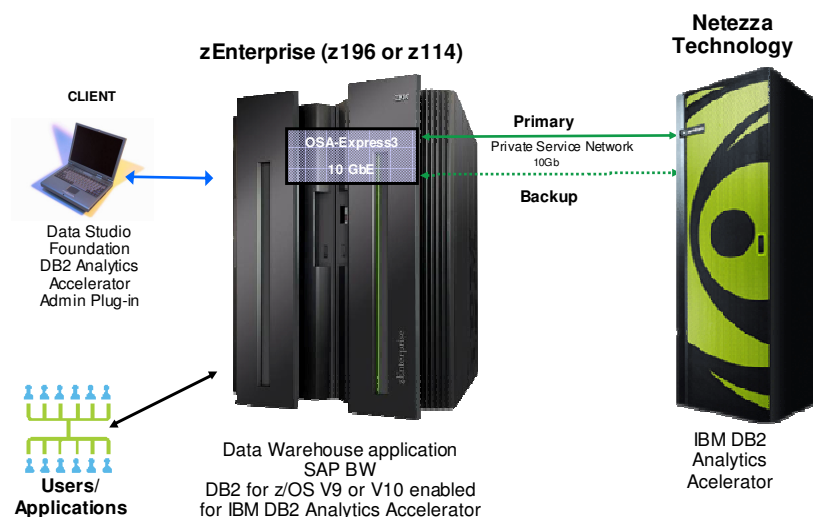 Netezza
Technology
zEnterprise (z196 or z114)
CLIENT
OSA-Express3
10 GbE
Primary
Private Service Network
10Gb
Backup
Data Studio
Foundation
DB2 Analytics
Accelerator
Admin Plug-in
zEnterprise
Users/
Applications
Data Warehouse application
SAP BW
DB2 for z/OS V9 or V10 enabled
for IBM DB2 Analytics Accelerator
IBM DB2
Analytics
Acelerator